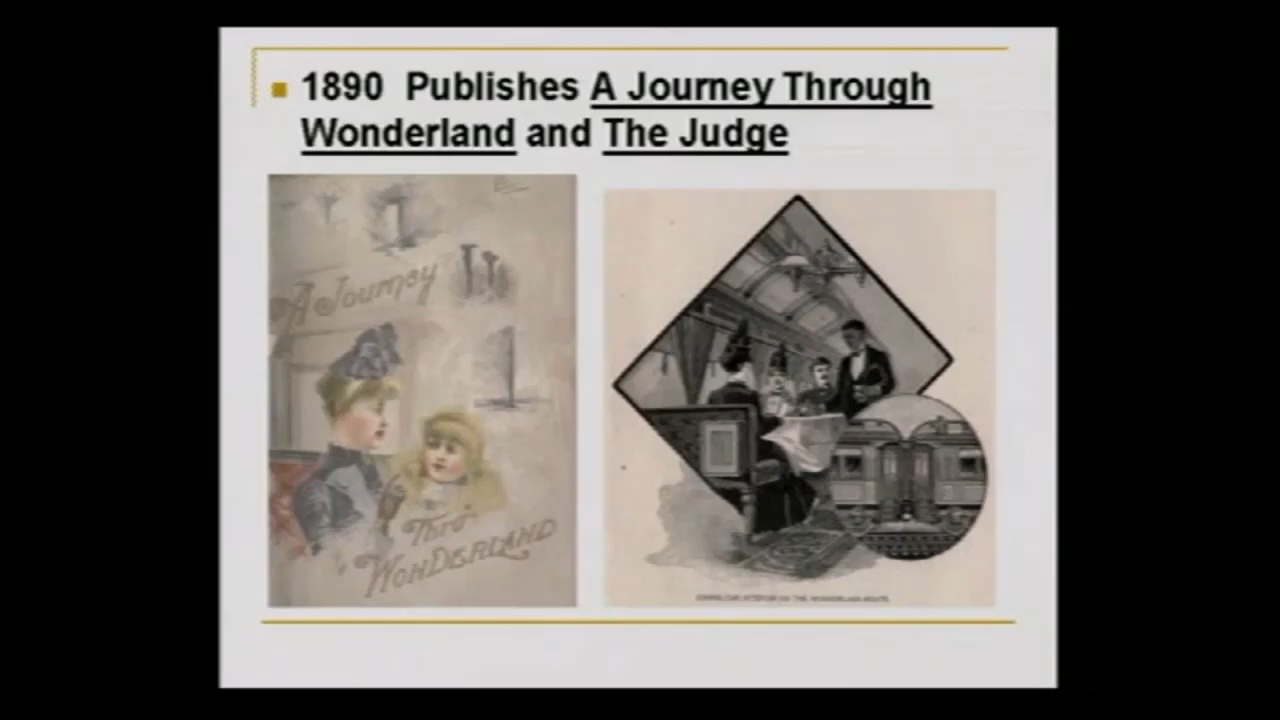 1890 Publishes A Journey Through
Wonderland and The Judge
A Journey
Thro'
WONDERLAND